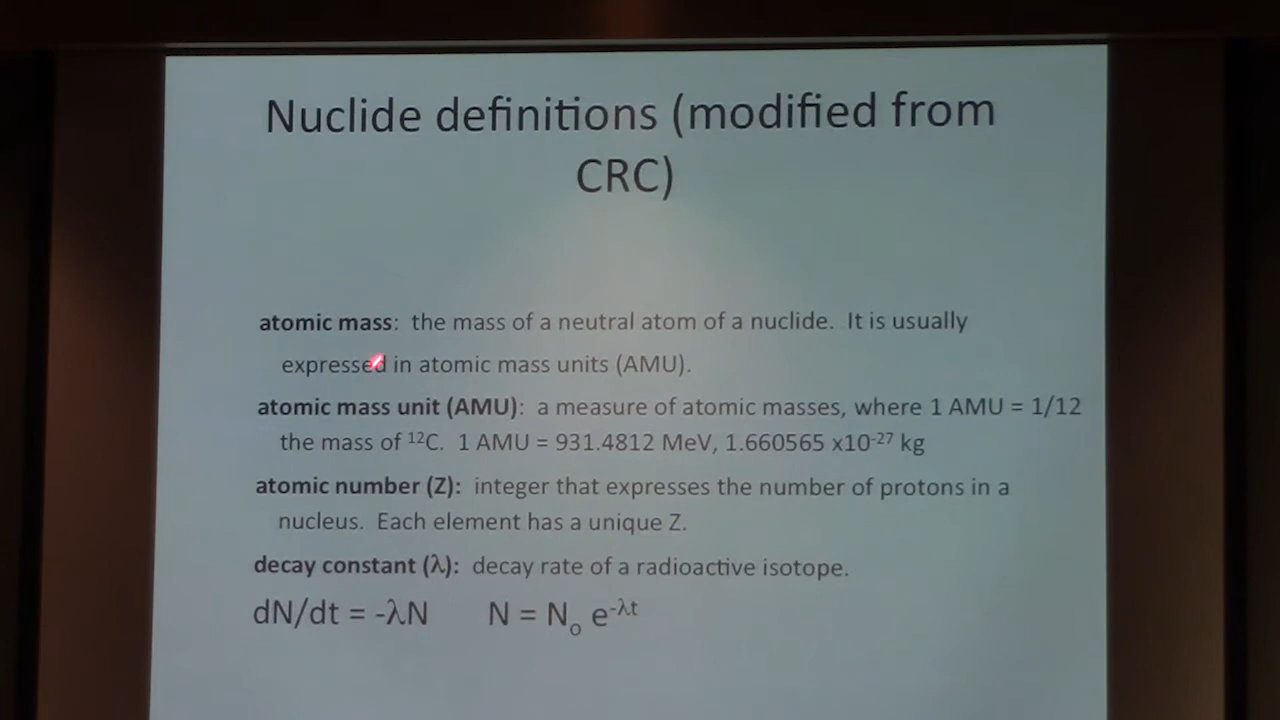 Nuclide definitions (modified from
CRC)
atomic mass: the mass of a neutral atom of a nuclide. It is usually
expressed in atomic mass units (AMU).
atomic mass unit (AMU): a measure of atomic masses, where 1 AMU = 1/12
the mass of ¹²C. 1 AMU = 931.4812 MeV, 1.660565 x10⁻²⁷ kg
atomic number (Z): integer that expresses the number of protons in a
nucleus. Each element has a unique Z.
decay constant (λ): decay rate of a radioactive isotope.
dN/dt = -λN N = Nₒ e^-λt